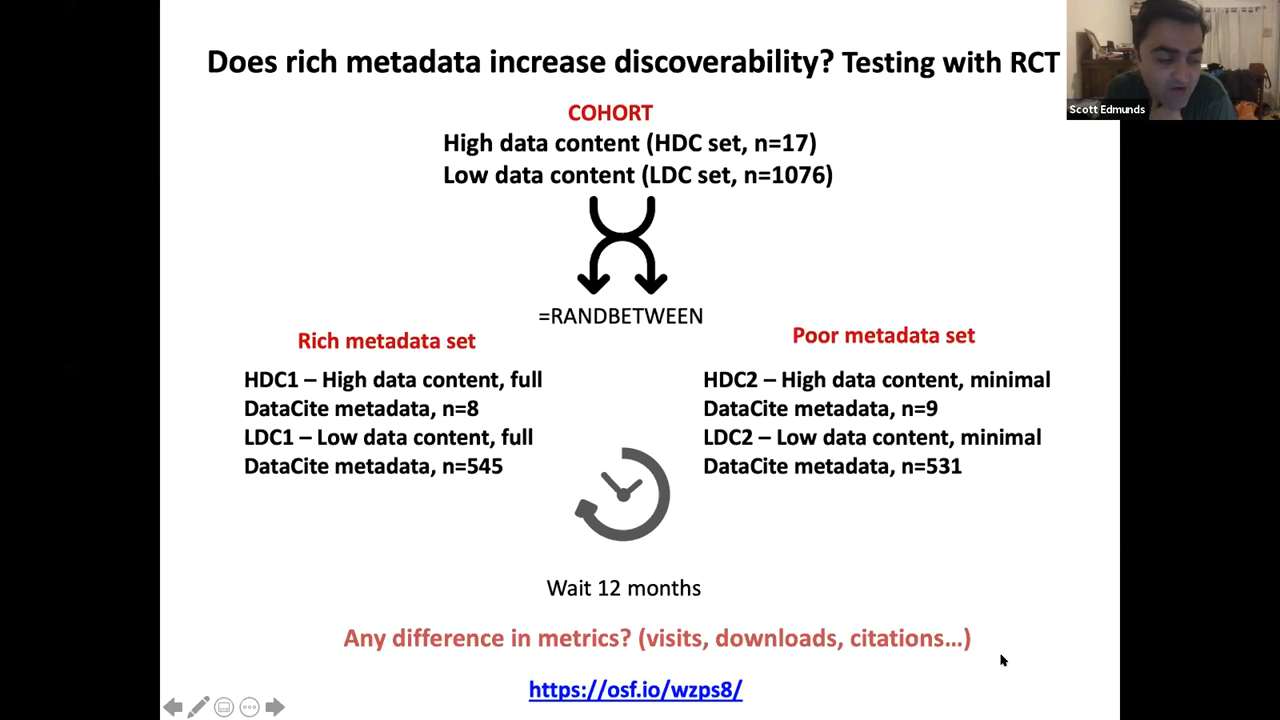 Does rich metadata increase discoverability? Testing with RCT
Scott Edmunds
COHORT
High data content (HDC set, n=17)
Low data content (LDC set, n=1076)
=RANDBETWEEN
Rich metadata set
HDC1 – High data content, full
DataCite metadata, n=8
LDC1 – Low data content, full
DataCite metadata, n=545
Poor metadata set
HDC2 – High data content, minimal
DataCite metadata, n=9
LDC2 – Low data content, minimal
DataCite metadata, n=531
Wait 12 months
Any difference in metrics? (visits, downloads, citations…)
https://osf.io/wzps8/